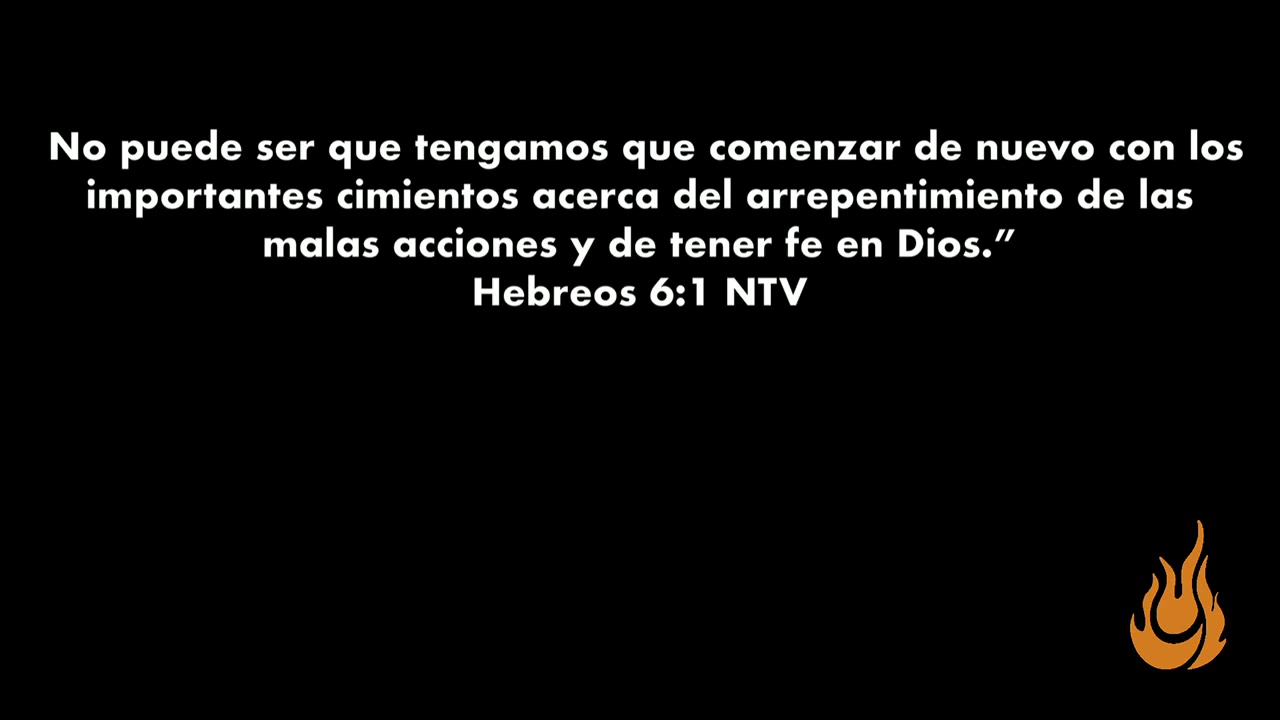 No puede ser que tengamos que comenzar de nuevo con los
importantes cimientos acerca del arrepentimiento de las
malas acciones y de tener fe en Dios.”
Hebreos 6:1 NTV